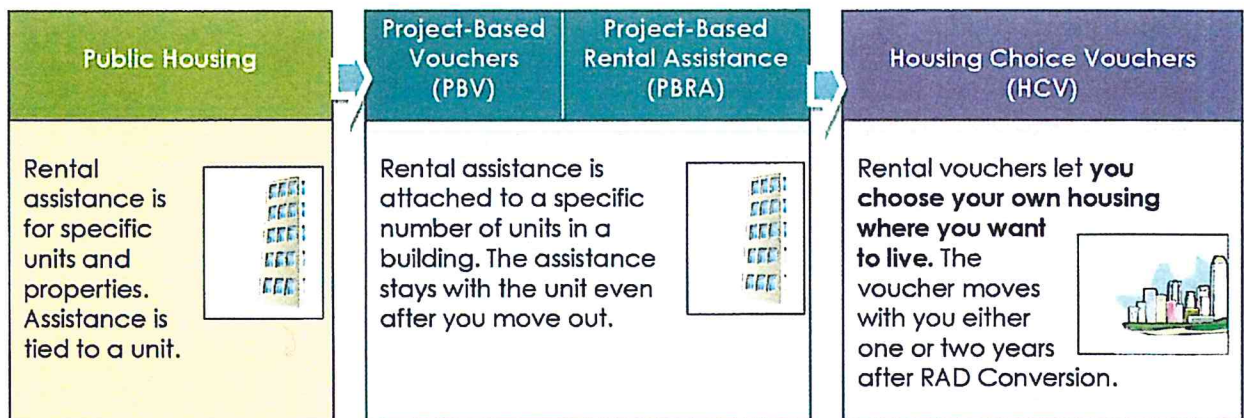 Public Housing
Rental
assistance is
for specific
units and
properties.
Assistance is
tied to a unit.
Project-Based
Vouchers
(PBV)
Project-Based
Rental Assistance
(PBRA)
Rental assistance is
attached to a specific
number of units in a
building. The assistance
stays with the unit even
after you move out.
Housing Choice Vouchers
(HCV)
Rental vouchers let you
choose your own housing
where you want
to live. The
voucher moves
with you either
one or two years
after RAD Conversion.